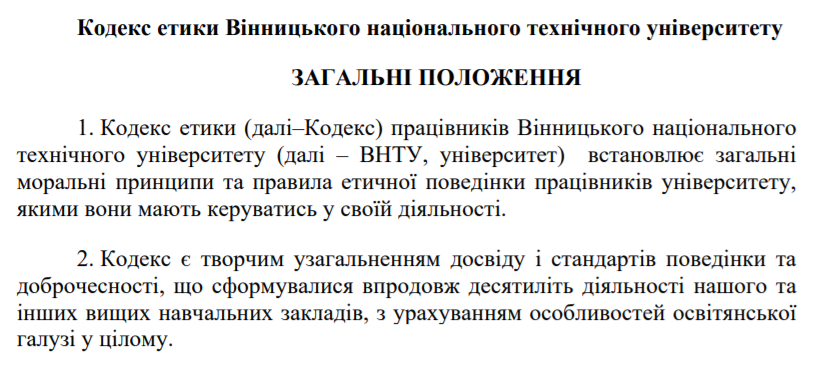 Кодекс етики Вінницького національного технічного університету
ЗАГАЛЬНІ ПОЛОЖЕННЯ
1. Кодекс етики (далі–Кодекс) працівників Вінницького національного
технічного університету (далі – ВНТУ, університет)  встановлює загальні
моральні принципи та правила етичної поведінки працівників університету,
якими вони мають керуватись у своїй діяльності.
2. Кодекс є творчим узагальненням досвіду і стандартів поведінки та
доброчесності, що сформувалися впродовж десятиліть діяльності нашого та
інших вищих навчальних закладів, з урахуванням особливостей освітянської
галузі у цілому.